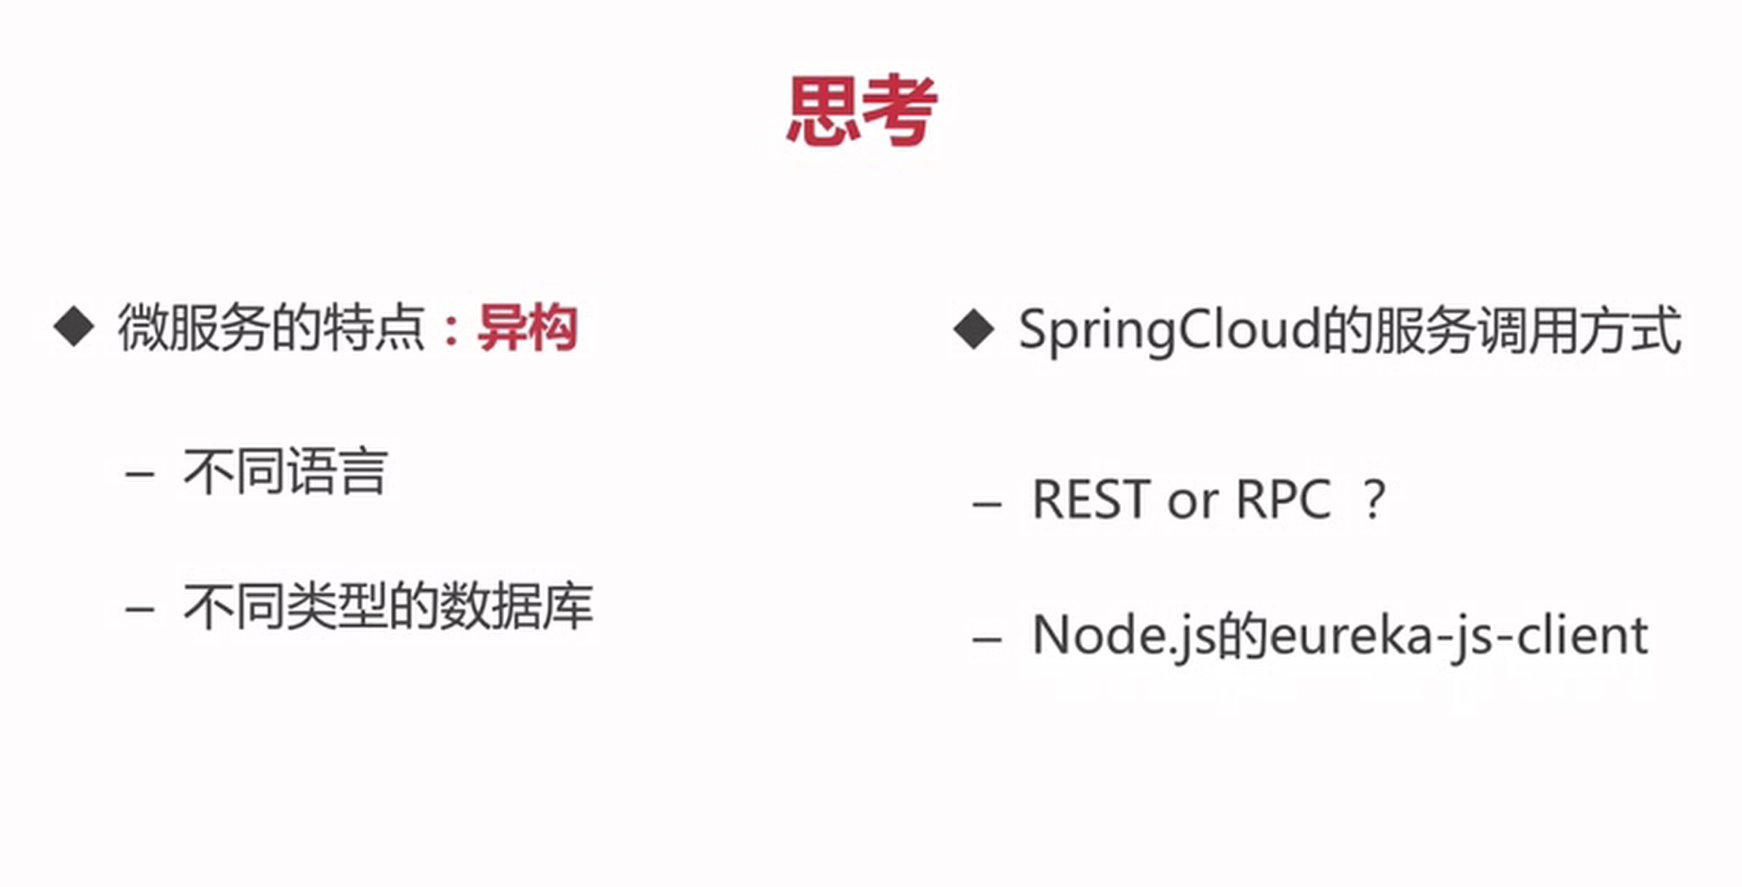 思考
◆ 微服务的特点：异构
– 不同语言
– 不同类型的数据库
◆ SpringCloud的服务调用方式
– REST or RPC ？
– Node.js的eureka-js-client